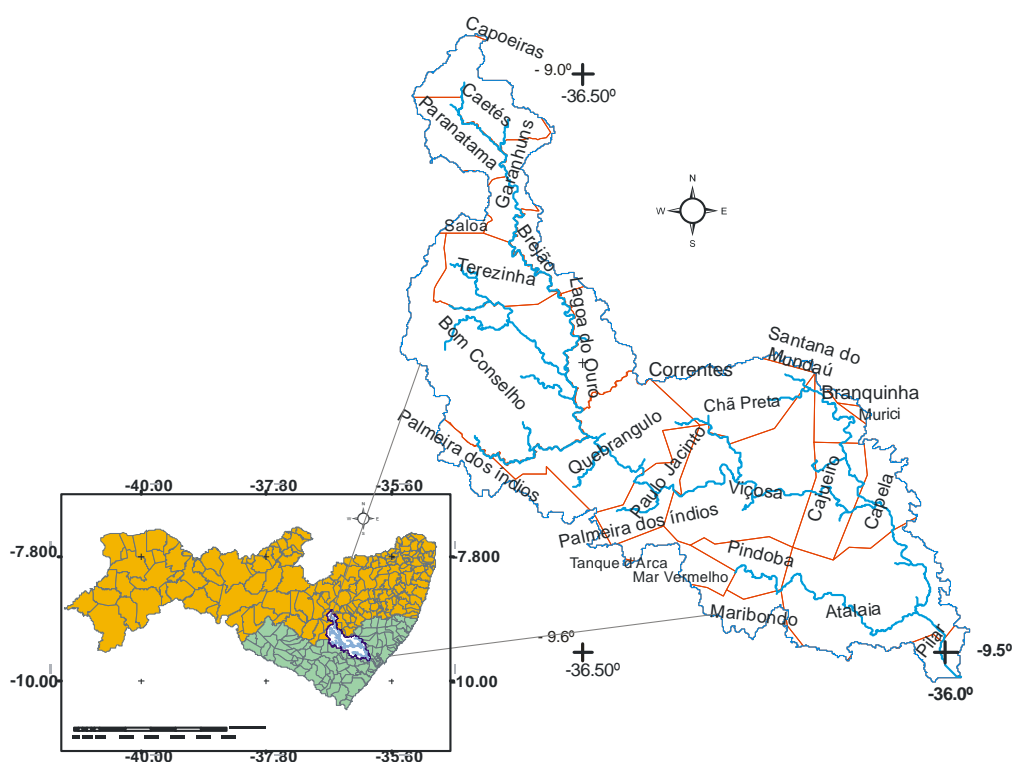 Capoeiras
- 9.0º
-36.50º
Caetés
Paranatama
Garanhuns
N
W
E
S
Saloa
Brejão
Terezinha
Lagoa do Ouro
Bom Conselho
Santana do
Mundaú
Correntes
Branquinha
Chã Preta
Murici
Palmeira dos índios
Quebrangulo
Paulo Jacinto
Viçosa
Cajueiro
Capela
Palmeira dos índios
Pindoba
Tanque d'Arca
Mar Vermelho
Maribondo
Atalaia
Pilar
- 9.6º
-36.50º
-9.5º
-36.0º
-40.00
-37.80
-35.60
N
W
E
-7.800
-7.800
-10.00
-10.00
-40.00
-37.80
-35.60